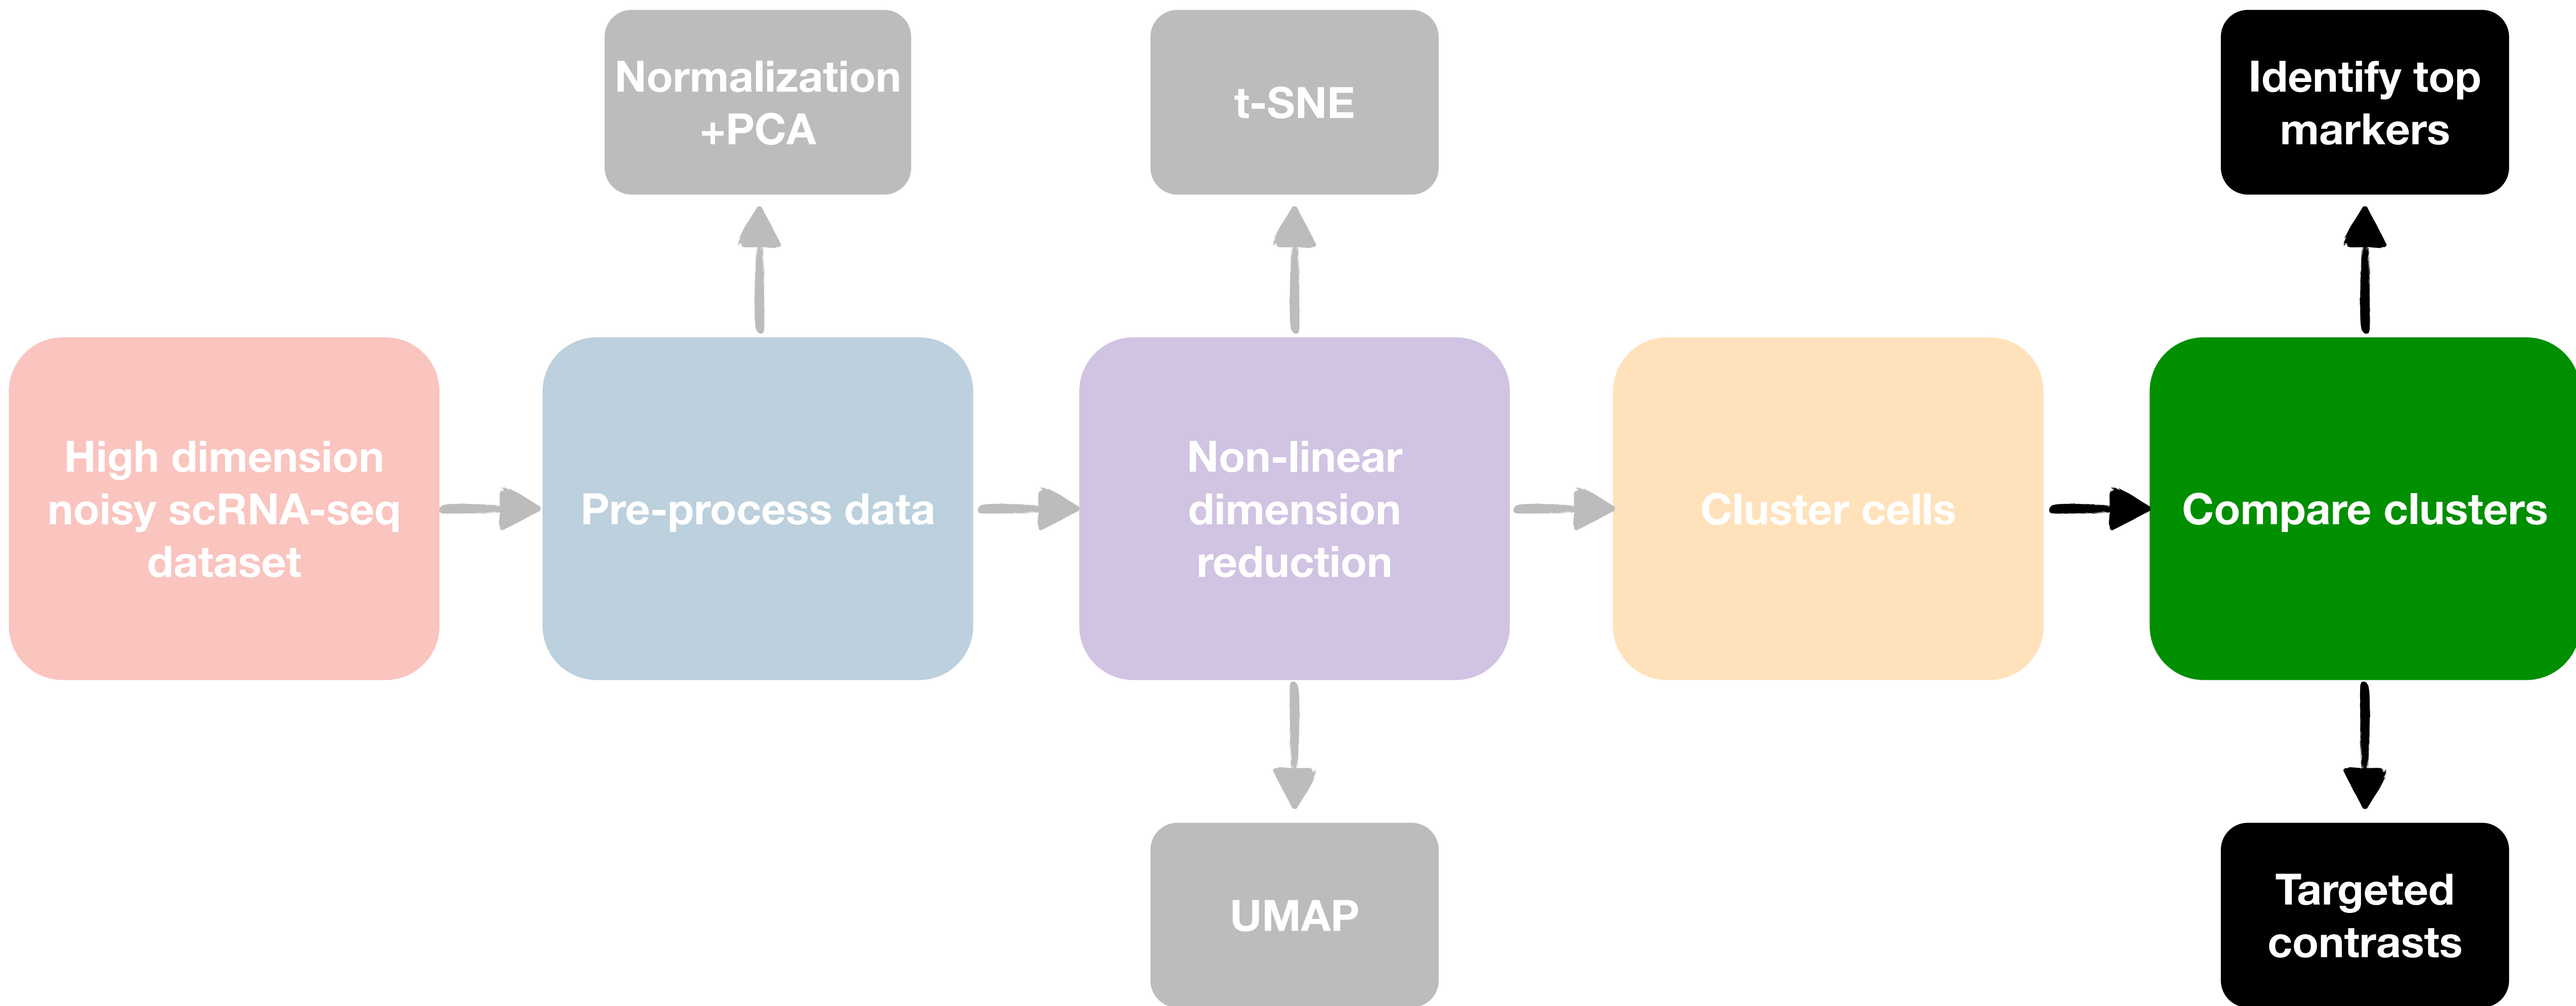 Normalization
+PCA
t-SNE
Identify top
markers
High dimension
noisy scRNA-seq
dataset
Pre-process data
Non-linear
dimension
reduction
Cluster cells
Compare clusters
UMAP
Targeted
contrasts